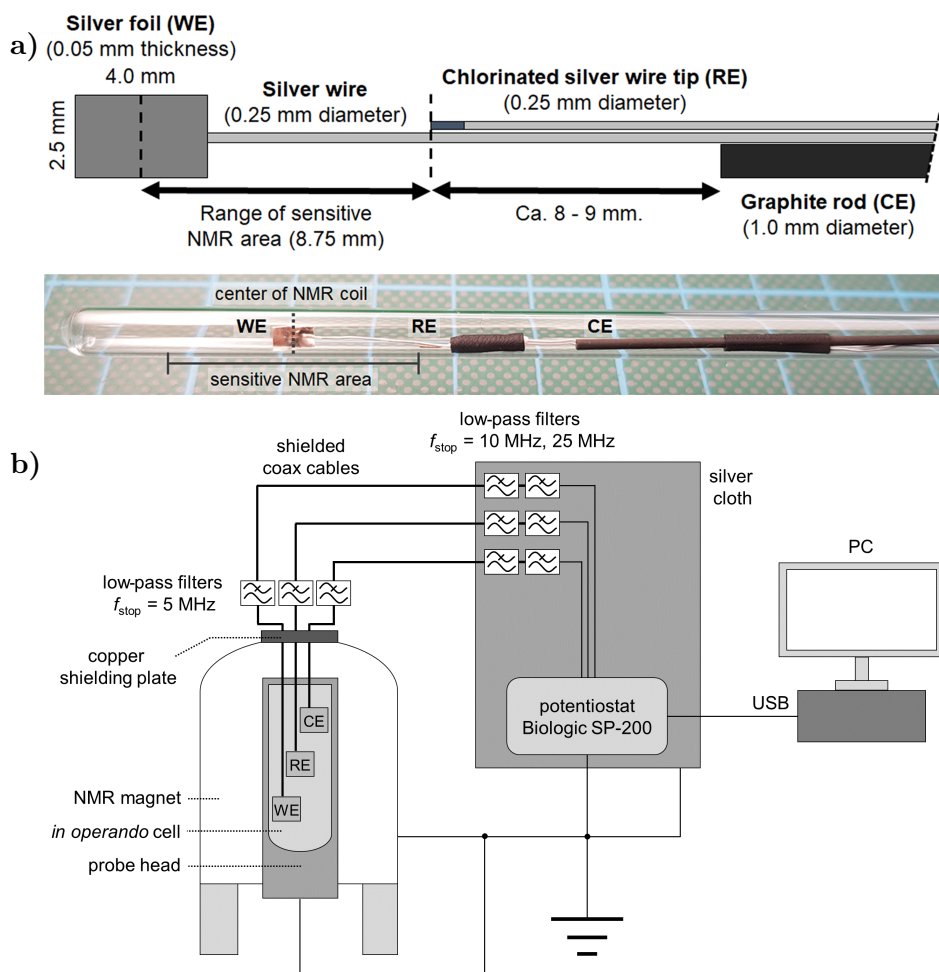 a)
Silver foil (WE)
(0.05 mm thickness)
4.0 mm
2.5 mm
Silver wire
(0.25 mm diameter)
Chlorinated silver wire tip (RE)
(0.25 mm diameter)
Range of sensitive
NMR area (8.75 mm)
Ca. 8 - 9 mm.
Graphite rod (CE)
(1.0 mm diameter)
center of NMR coil
WE
RE
CE
sensitive NMR area
b)
low-pass filters
fstop = 10 MHz, 25 MHz
shielded
coax cables
silver
cloth
PC
low-pass filters
fstop = 5 MHz
copper
shielding plate
CE
RE
WE
potentiostat
Biologic SP-200
USB
NMR magnet
in operando cell
probe head